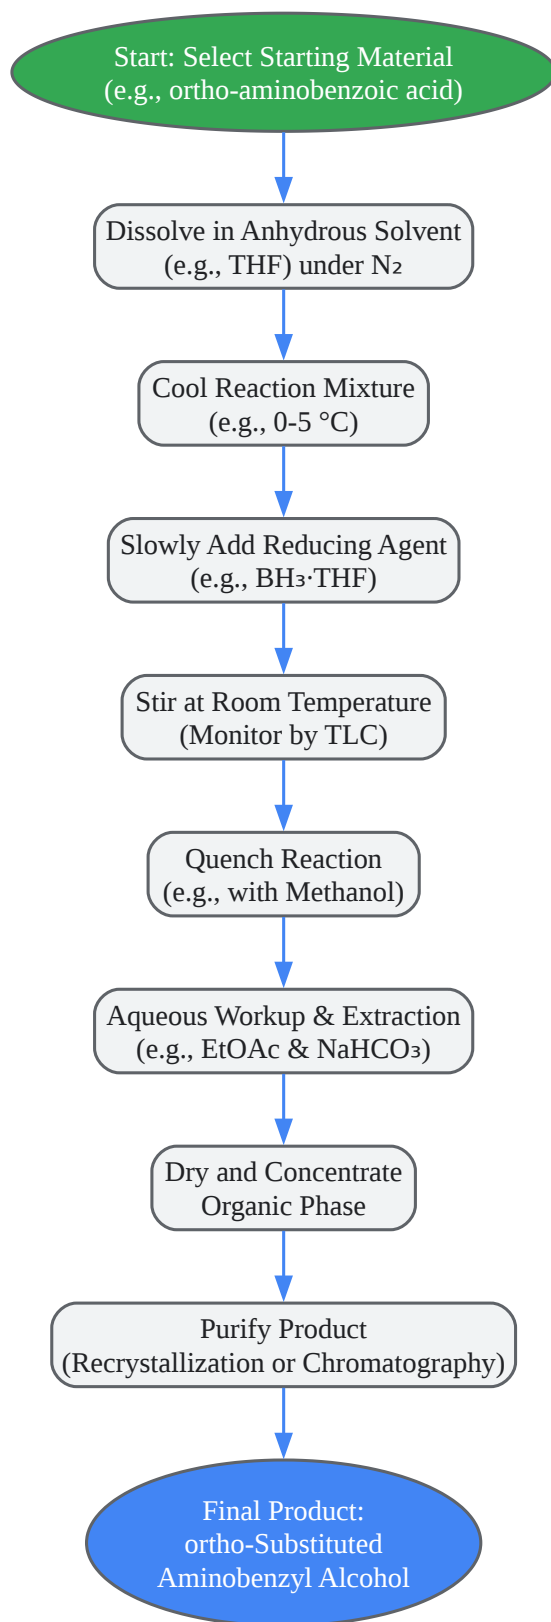 Start: Select Starting Material
(e.g., ortho-aminobenzoic acid)
Dissolve in Anhydrous Solvent
(e.g., THF) under N₂
Cool Reaction Mixture
(e.g., 0-5 °C)
Slowly Add Reducing Agent
(e.g., BH₃·THF)
Stir at Room Temperature
(Monitor by TLC)
Quench Reaction
(e.g., with Methanol)
Aqueous Workup & Extraction
(e.g., EtOAc & NaHCO₃)
Dry and Concentrate
Organic Phase
Purify Product
(Recrystallization or Chromatography)
Final Product:
ortho-Substituted
Aminobenzyl Alcohol